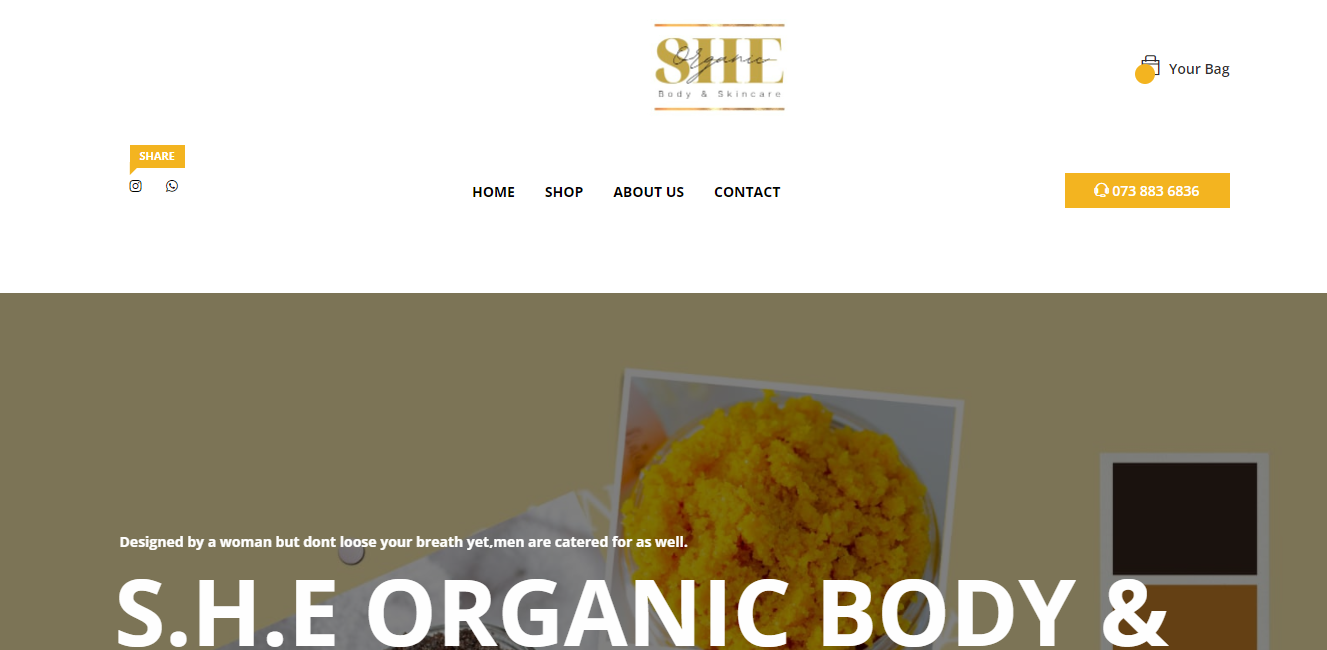 SHE
Organic
Body & Skincare
Your Bag
SHARE
HOME SHOP ABOUT US CONTACT
073 883 6836
Designed by a woman but dont loose your breath yet,men are catered for as well.
S.H.E ORGANIC BODY &